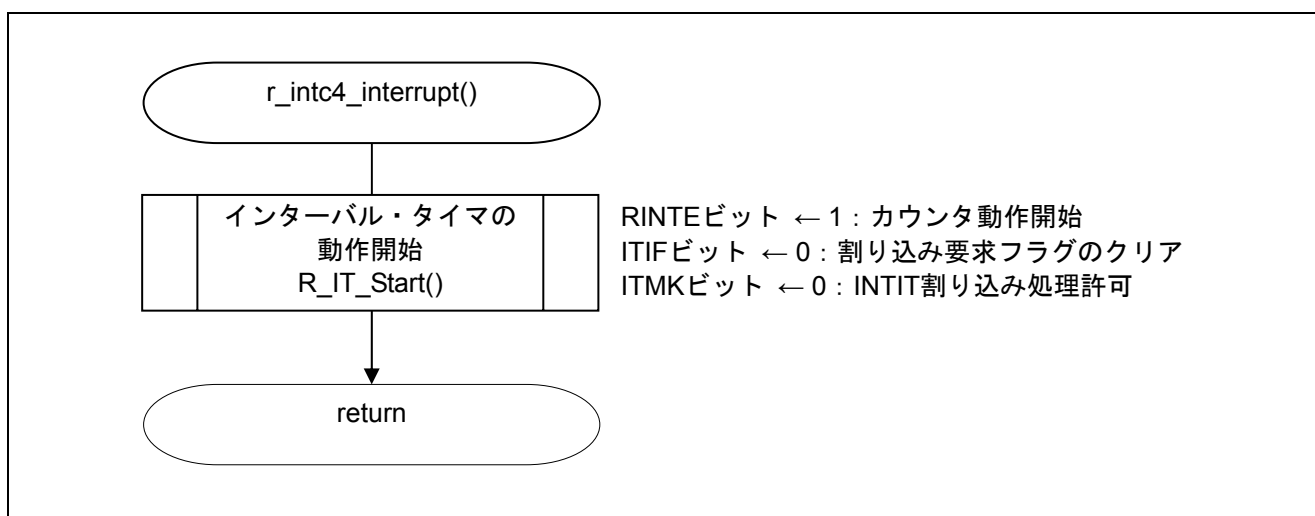 r_intc4_interrupt()
インターバル・タイマの
動作開始
R_IT_Start()
RINTEビット ← 1：カウンタ動作開始
ITIFビット ← 0：割り込み要求フラグのクリア
ITMKビット ← 0：INTIT割り込み処理許可
return